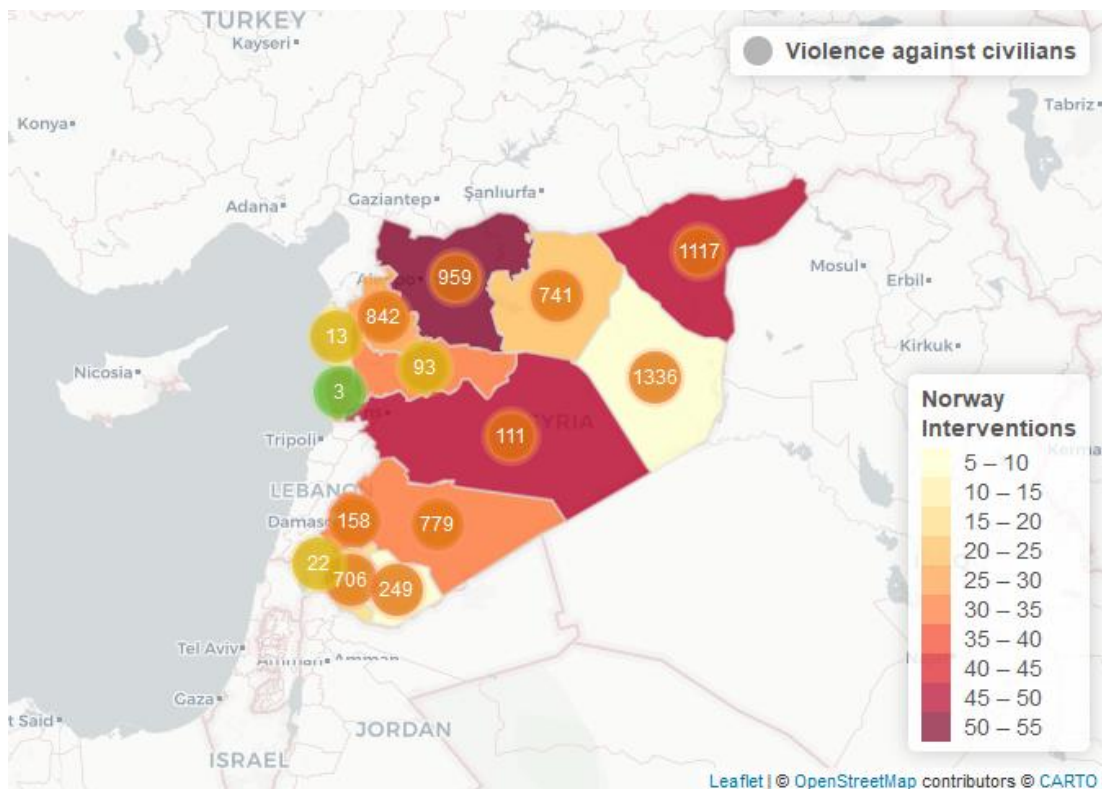 TURKEY
Kayseri
Violence against civilians
Konya
Tabriz
Gaziantep
Şanlıurfa
Adana
1117
959
Mosul
741
Erbil
842
13
Kirkuk
93
1336
Nicosia
3
111
Tripoli
LEBANON
158
779
22
706
249
Tel Aviv
Amman
Gaza
t Said
JORDAN
ISRAEL
Norway
Interventions
5 – 10
10 – 15
15 – 20
20 – 25
25 – 30
30 – 35
35 – 40
40 – 45
45 – 50
50 – 55
Leaflet | © OpenStreetMap contributors © CARTO